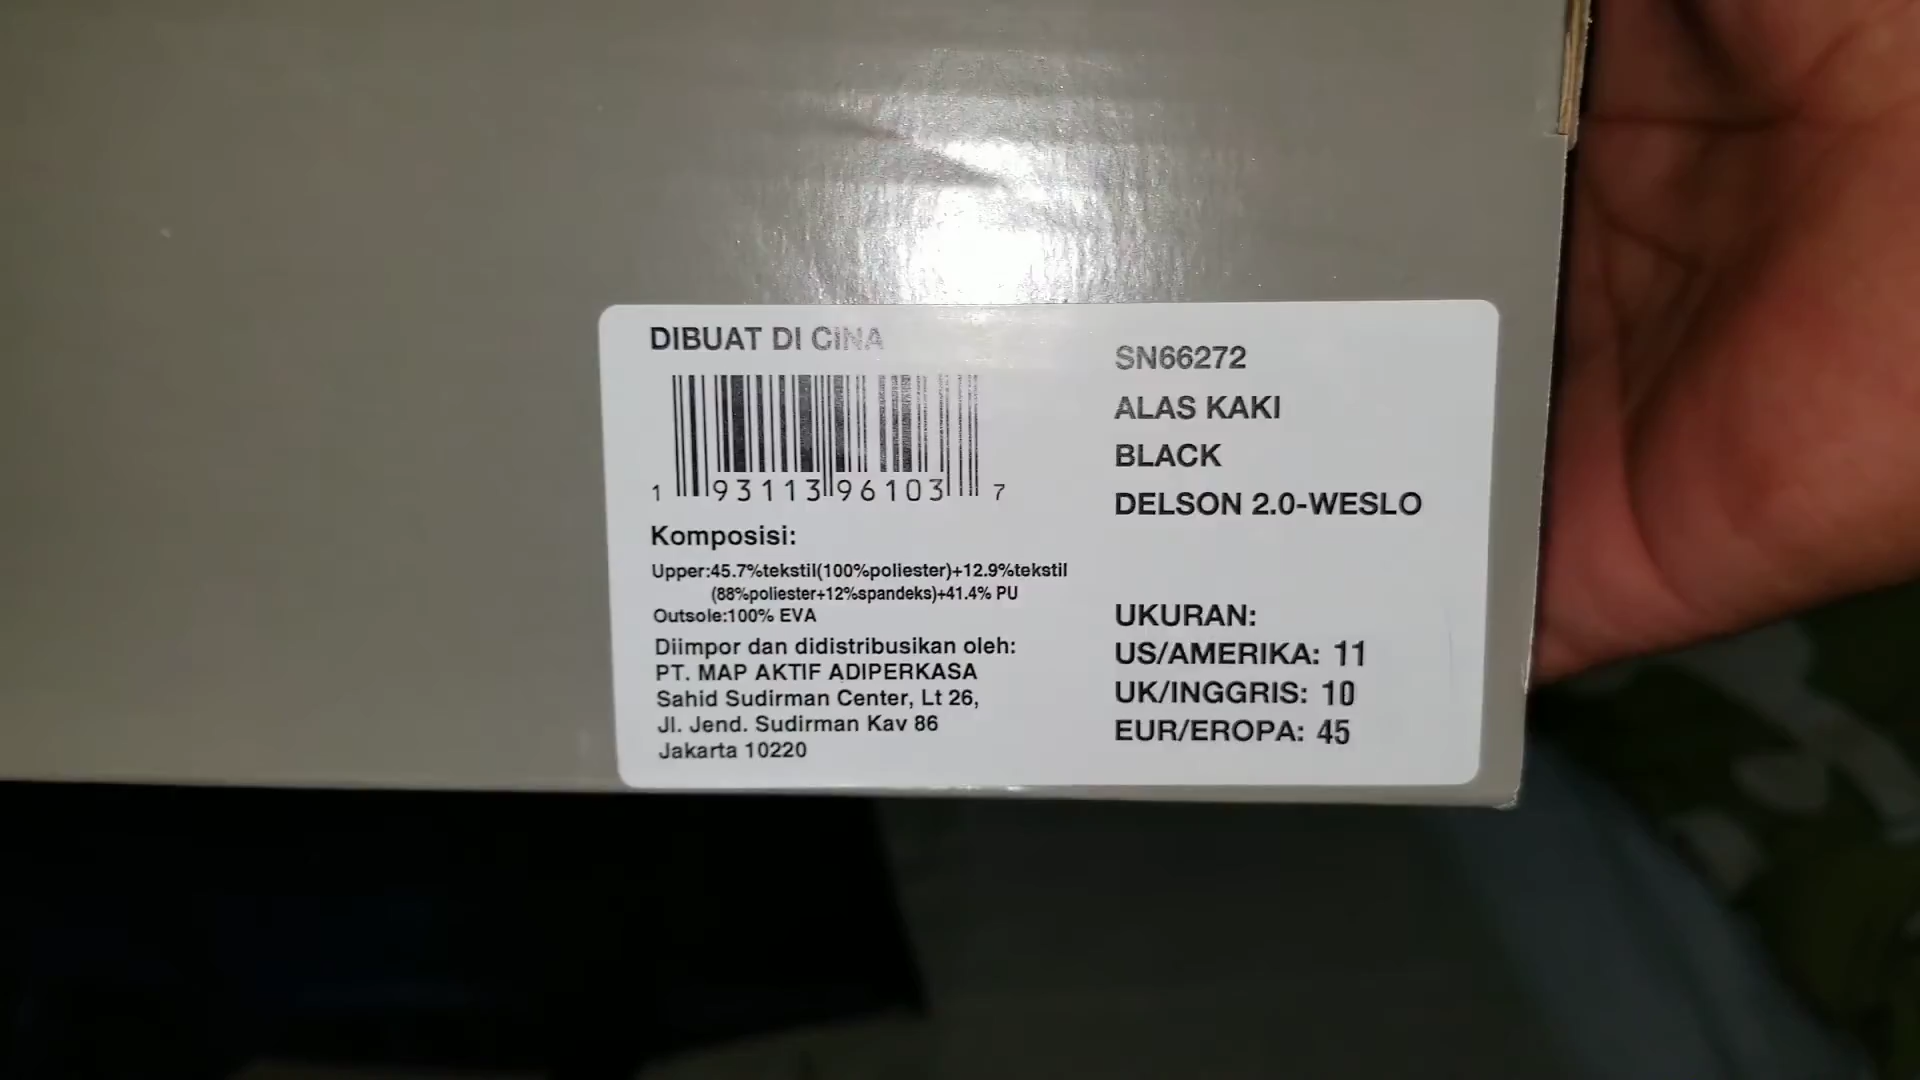 DIBUAT DI CINA
1 93113 96103 7
Komposisi:
Upper:45.7%tekstil(100%poliester)+12.9%tekstil
(88%poliester+12%spandeks)+41.4% PU
Outsole:100% EVA
Diimpor dan didistribusikan oleh:
PT. MAP AKTIF ADIPERKASA
Sahid Sudirman Center, Lt 26,
Jl. Jend. Sudirman Kav 86
Jakarta 10220
SN66272
ALAS KAKI
BLACK
DELSON 2.0-WESLO
UKURAN:
US/AMERIKA: 11
UK/INGGRIS: 10
EUR/EROPA: 45